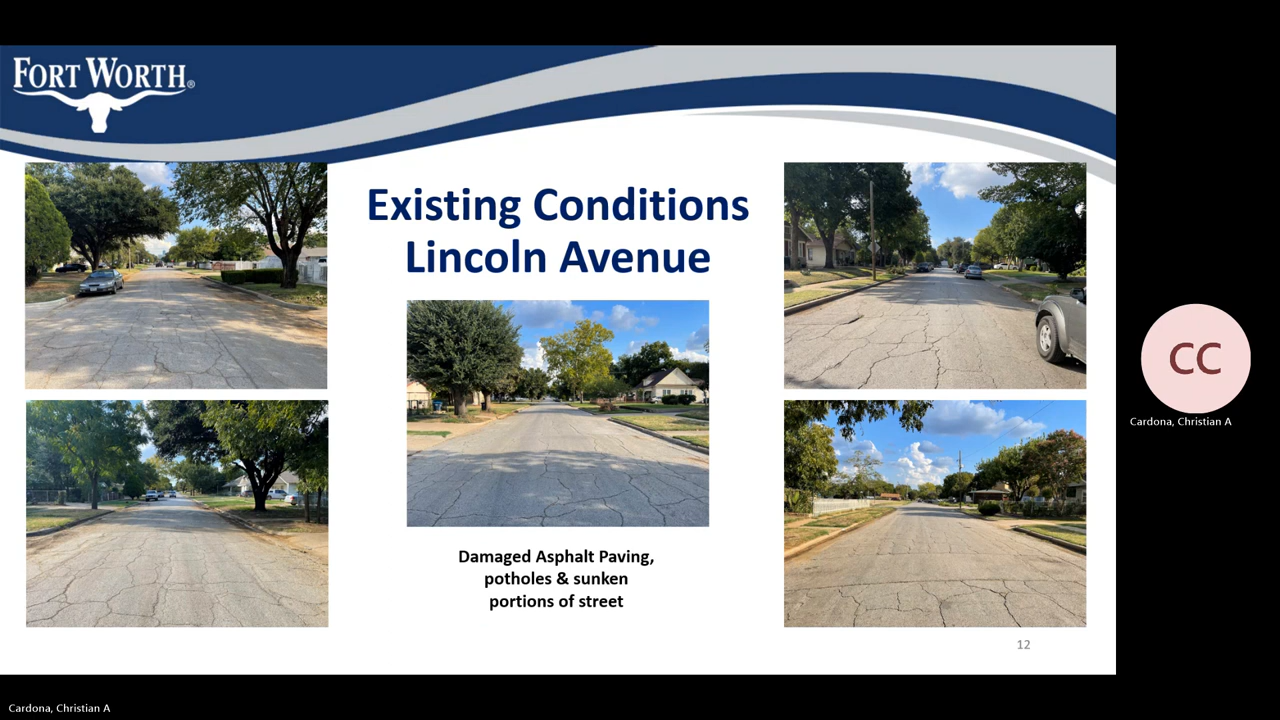 FORT WORTH®
Existing Conditions
Lincoln Avenue
Damaged Asphalt Paving,
potholes & sunken
portions of street
12
CC
Cardona, Christian A
Cardona, Christian A